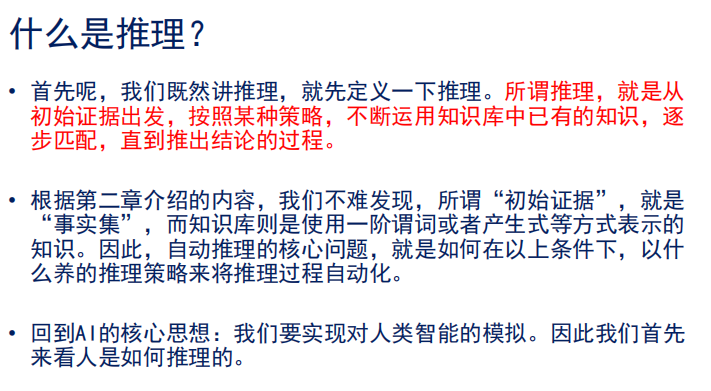 什么是推理？
• 首先呢，我们既然讲推理，就先定义一下推理。所谓推理，就是从
初始证据出发，按照某种策略，不断运用知识库中已有的知识，逐
步匹配，直到推出结论的过程。
• 根据第二章介绍的内容，我们不难发现，所谓“初始证据”，就是
“事实集”，而知识库则是使用一阶谓词或者产生式等方式表示的
知识。因此，自动推理的核心问题，就是如何在以上条件下，以什
么养的推理策略来将推理过程自动化。
• 回到AI的核心思想：我们要实现对人类智能的模拟。因此我们首先
来看人是如何推理的。